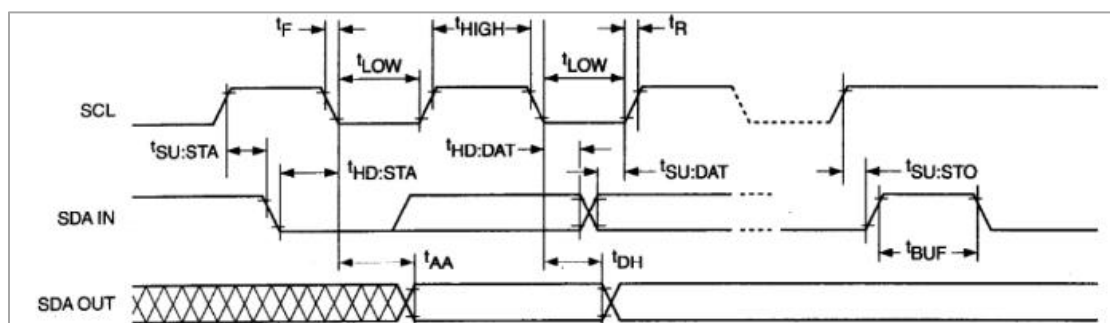 tF tHIGH tR
tLOW tLOW
SCL
tSU:STA tHD:STA tHD:DAT tSU:DAT tSU:STO
SDA IN
tAA tDH tBUF
SDA OUT